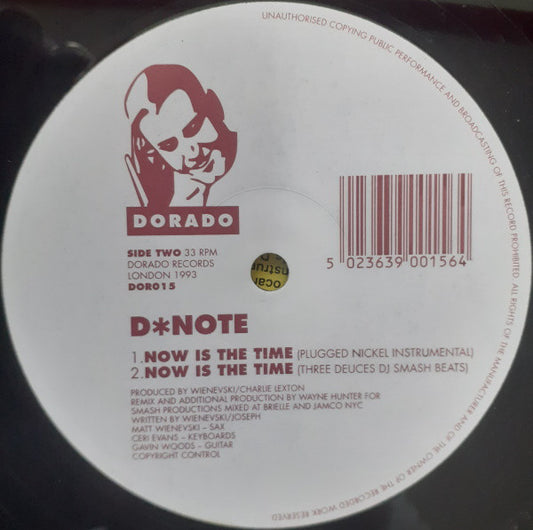 UNAUTHORISED COPYING PUBLIC PERFORMANCE AND BROADCASTING OF THIS RECORD PROHIBITED. ALL RIGHTS OF THE MANUFACTURER AND OF THE OWNER OF THE RECORDED WORK RESERVED
DORADO
SIDE TWO 33 RPM
DORADO RECORDS
LONDON 1993
DOR015
5 023639 001564
D*NOTE
1. NOW IS THE TIME (PLUGGED NICKEL INSTRUMENTAL)
2. NOW IS THE TIME (THREE DEUCES DJ SMASH BEATS)
PRODUCED BY WIENEVSKI/CHARLIE LEXTON
REMIX AND ADDITIONAL PRODUCTION BY WAYNE HUNTER FOR
SMASH PRODUCTIONS MIXED AT BRIELLE AND JAMCO NYC
WRITTEN BY WIENEVSKI/JOSEPH
MATT WIENEVSKI – SAX
CERI EVANS – KEYBOARDS
GAVIN WOODS – GUITAR
COPYRIGHT CONTROL